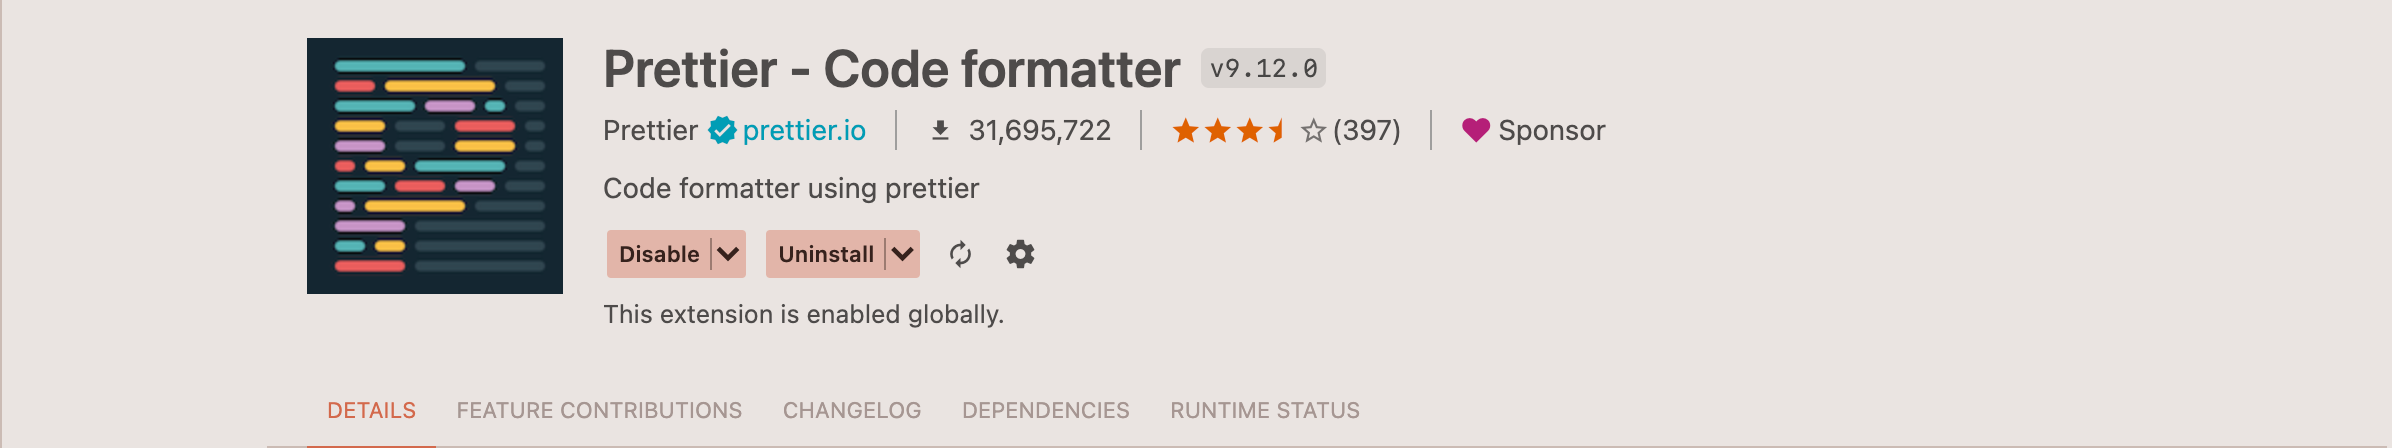 Prettier - Code formatter v9.12.0
Prettier prettier.io 31,695,722 (397) Sponsor
Code formatter using prettier
Disable Uninstall
This extension is enabled globally.
DETAILS FEATURE CONTRIBUTIONS CHANGELOG DEPENDENCIES RUNTIME STATUS